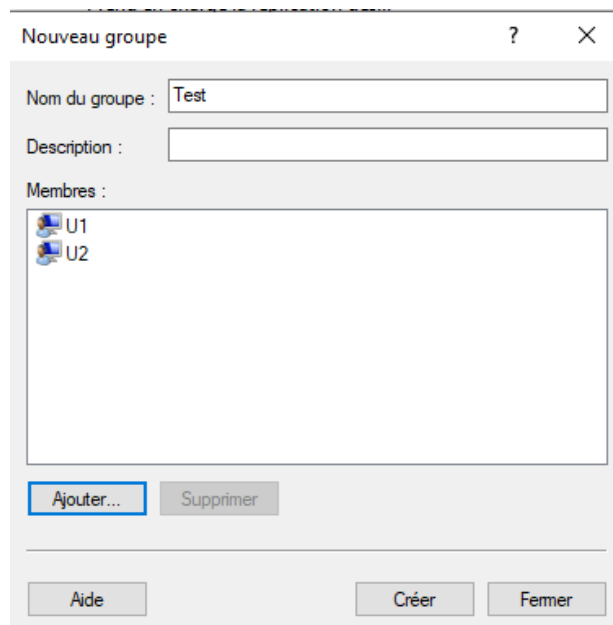 Nouveau groupe ? ×
Nom du groupe : Test
Description :
Membres :
U1
U2
Ajouter... Supprimer
Aide Créer Fermer